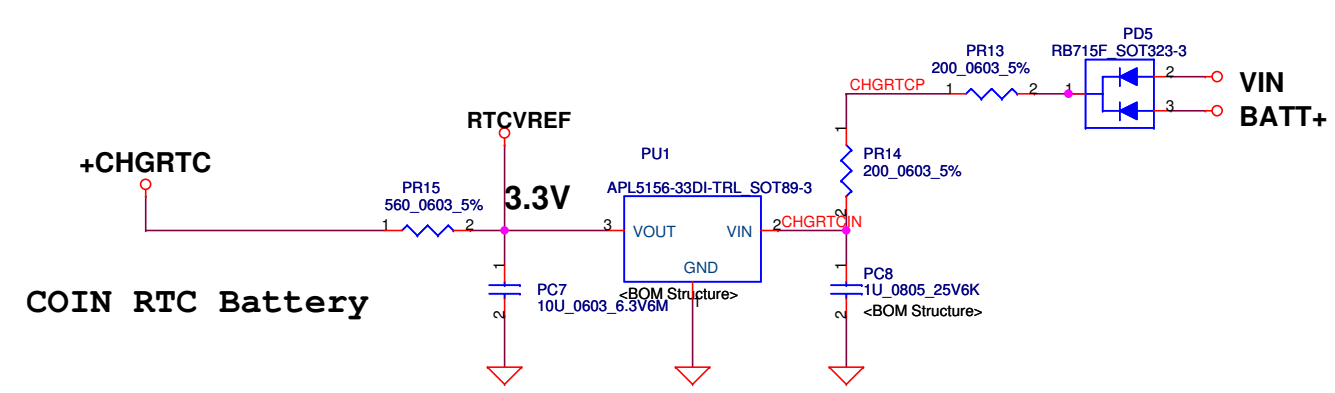 PD5
RB715F_SOT323-3
PR13
200_0603_5%
CHGRTCP
1
2
1
2
3
VIN
BATT+
RTCVREF
+CHGRTC
PU1
APL5156-33DI-TRL_SOT89-3
1
PR14
200_0603_5%
2
PR15
560_0603_5%
3.3V
1
2
3
VOUT
VIN
GND
2
CHGRTCIN
1
<BOM Structure>
1
PC7
10U_0603_6.3V6M
2
1
PC8
1U_0805_25V6K
<BOM Structure>
2
COIN RTC Battery